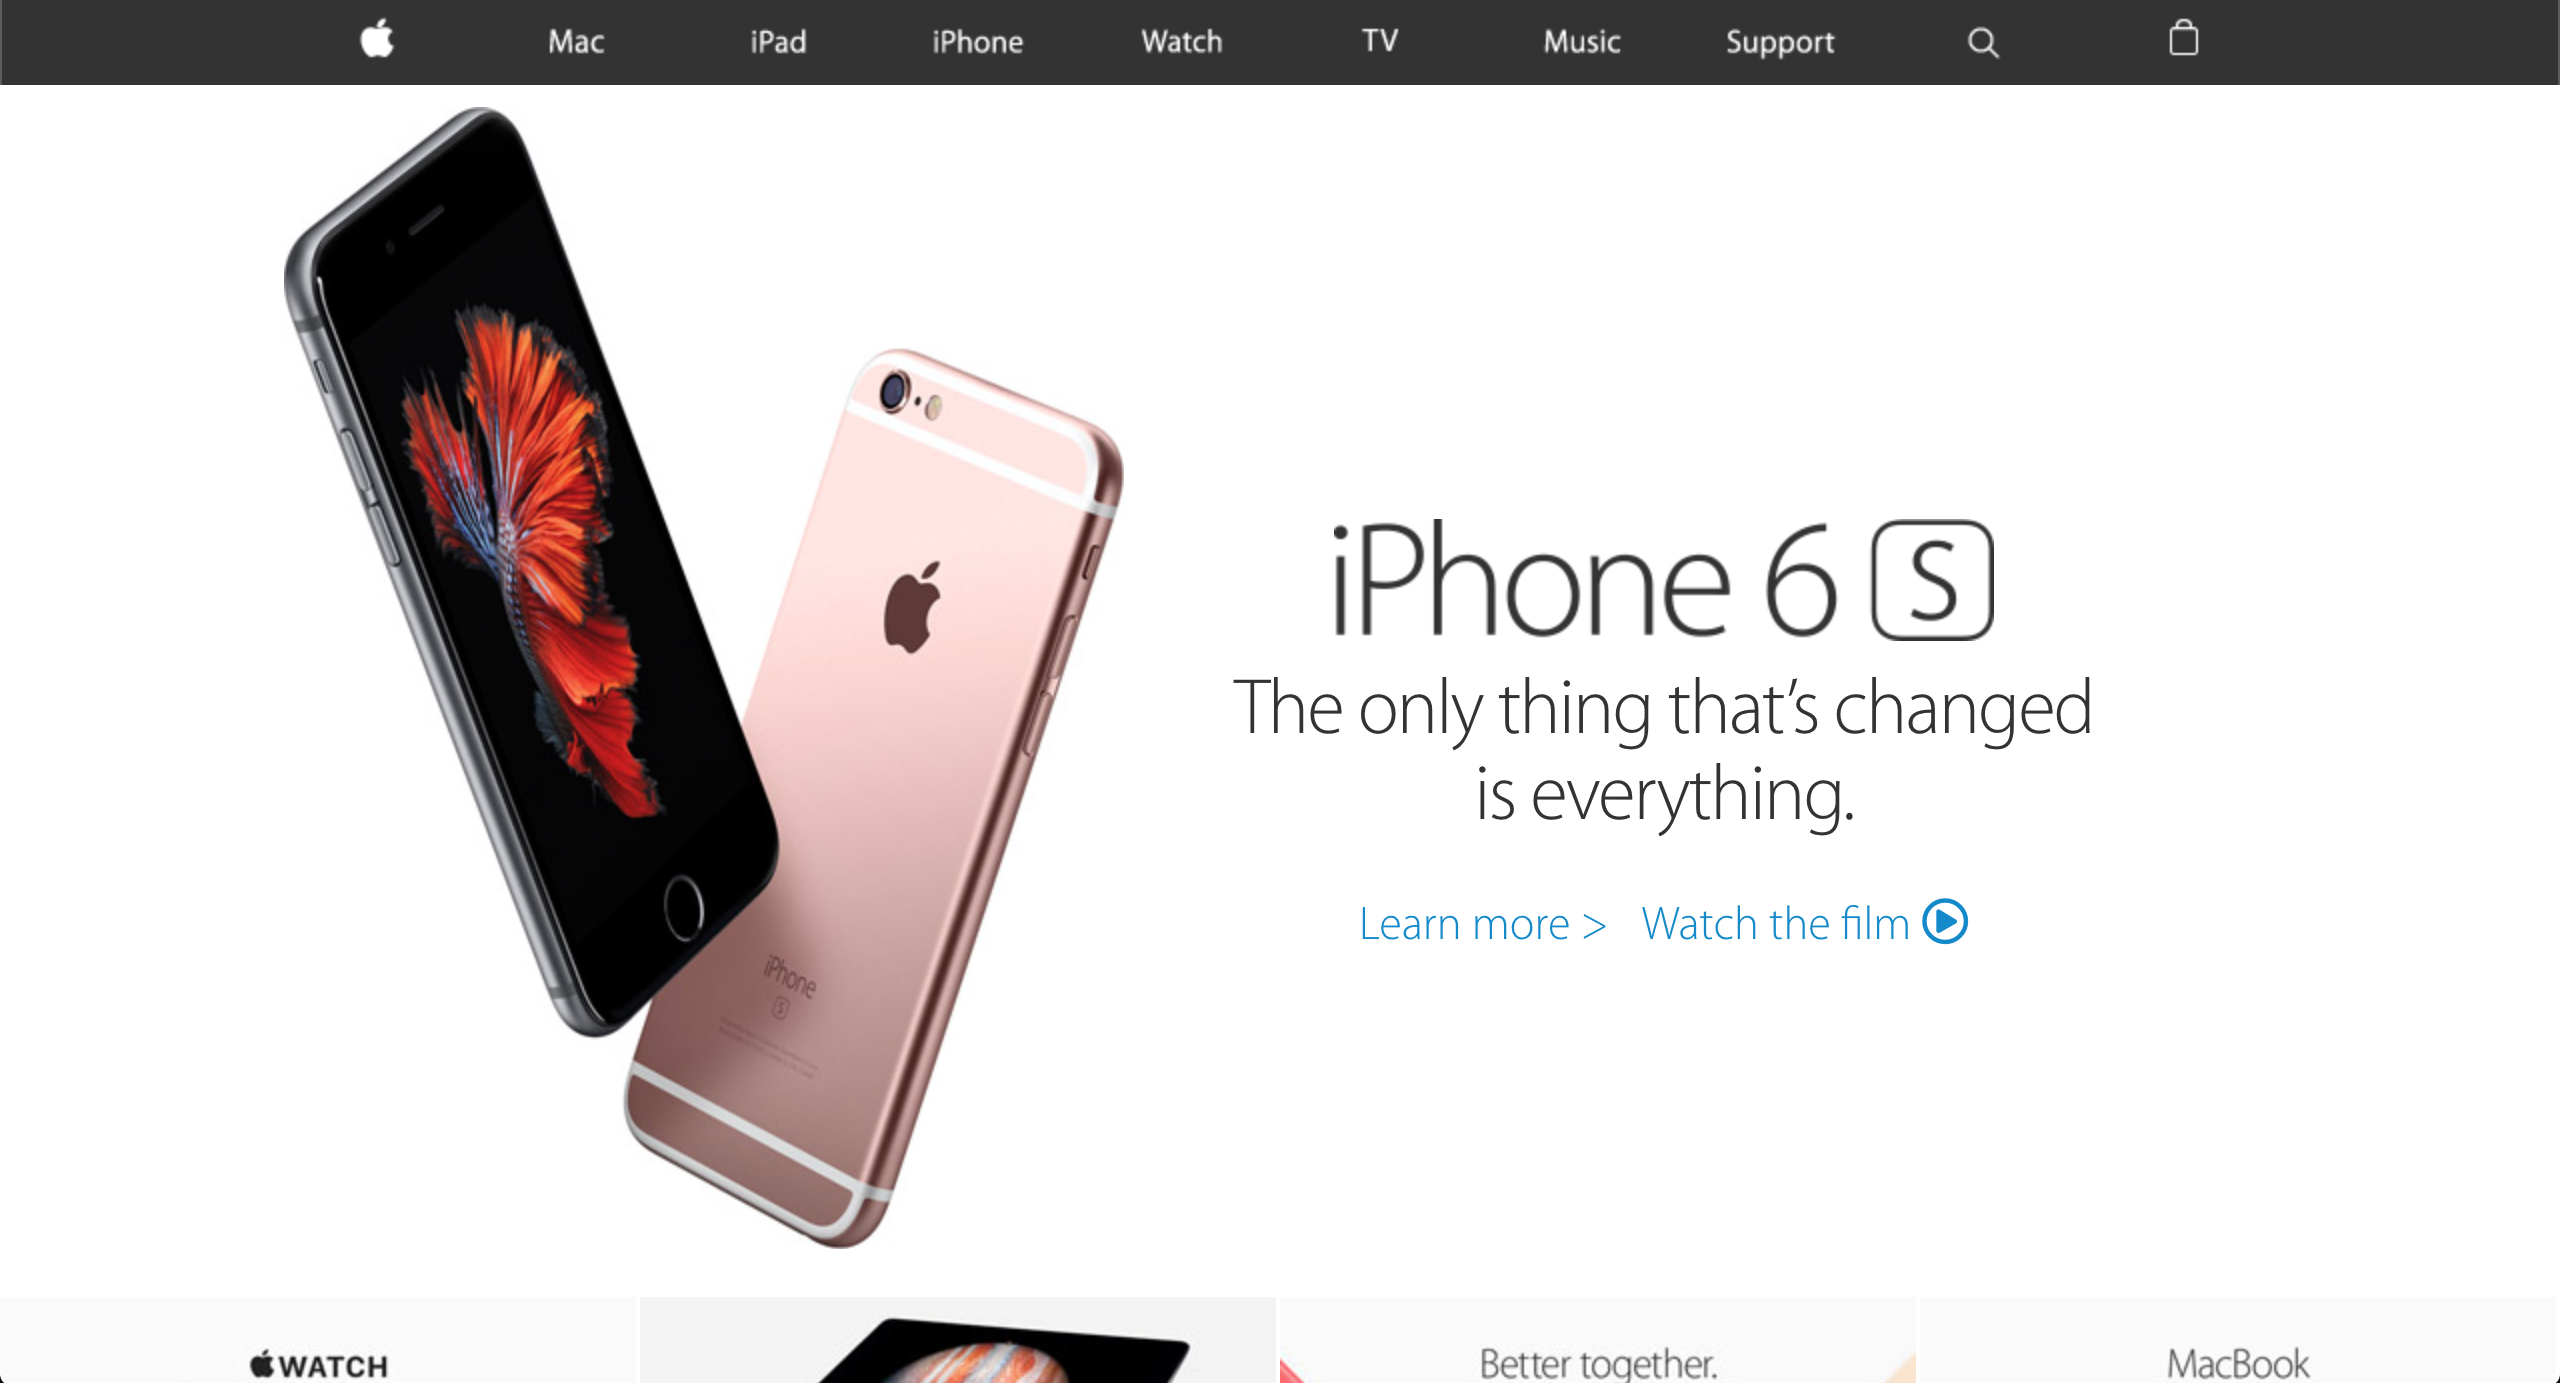 Mac iPad iPhone Watch TV Music Support
iPhone 6 S
The only thing that’s changed
is everything.
Learn more > Watch the film
iPhone
S
WATCH
Better together.
MacBook